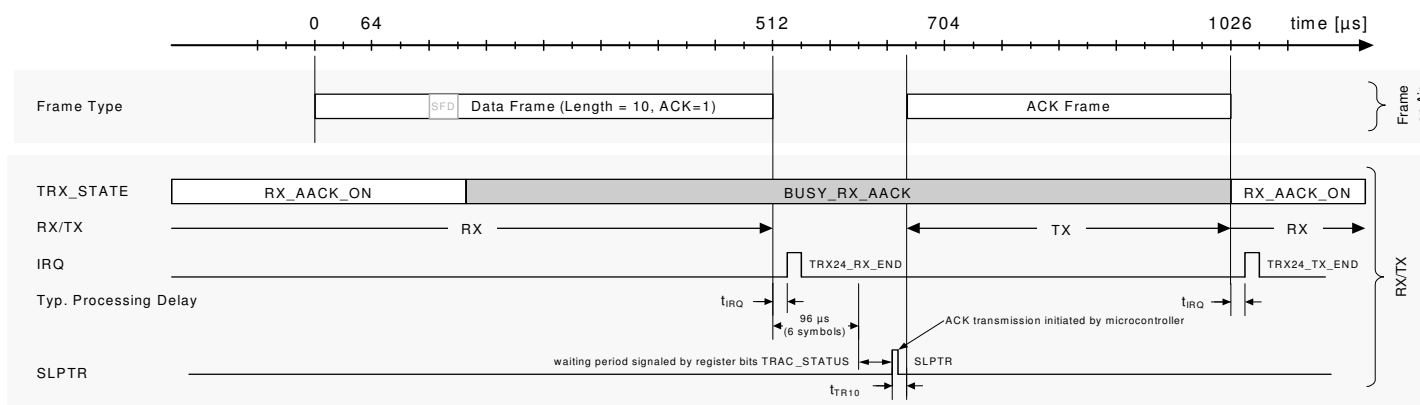 0 64 512 704 1026 time [µs]
Frame Type SFD Data Frame (Length = 10, ACK=1) ACK Frame Frame
TRX_STATE RX_AACK_ON BUSY_RX_AACK RX_AACK_ON
RX/TX RX TX RX
IRQ TRX24_RX_END TRX24_TX_END RX/TX
Typ. Processing Delay tIRQ tIRQ
96 µs
(6 symbols)
ACK transmission initiated by microcontroller
waiting period signaled by register bits TRAC_STATUS SLPTR
SLPTR
tTR10